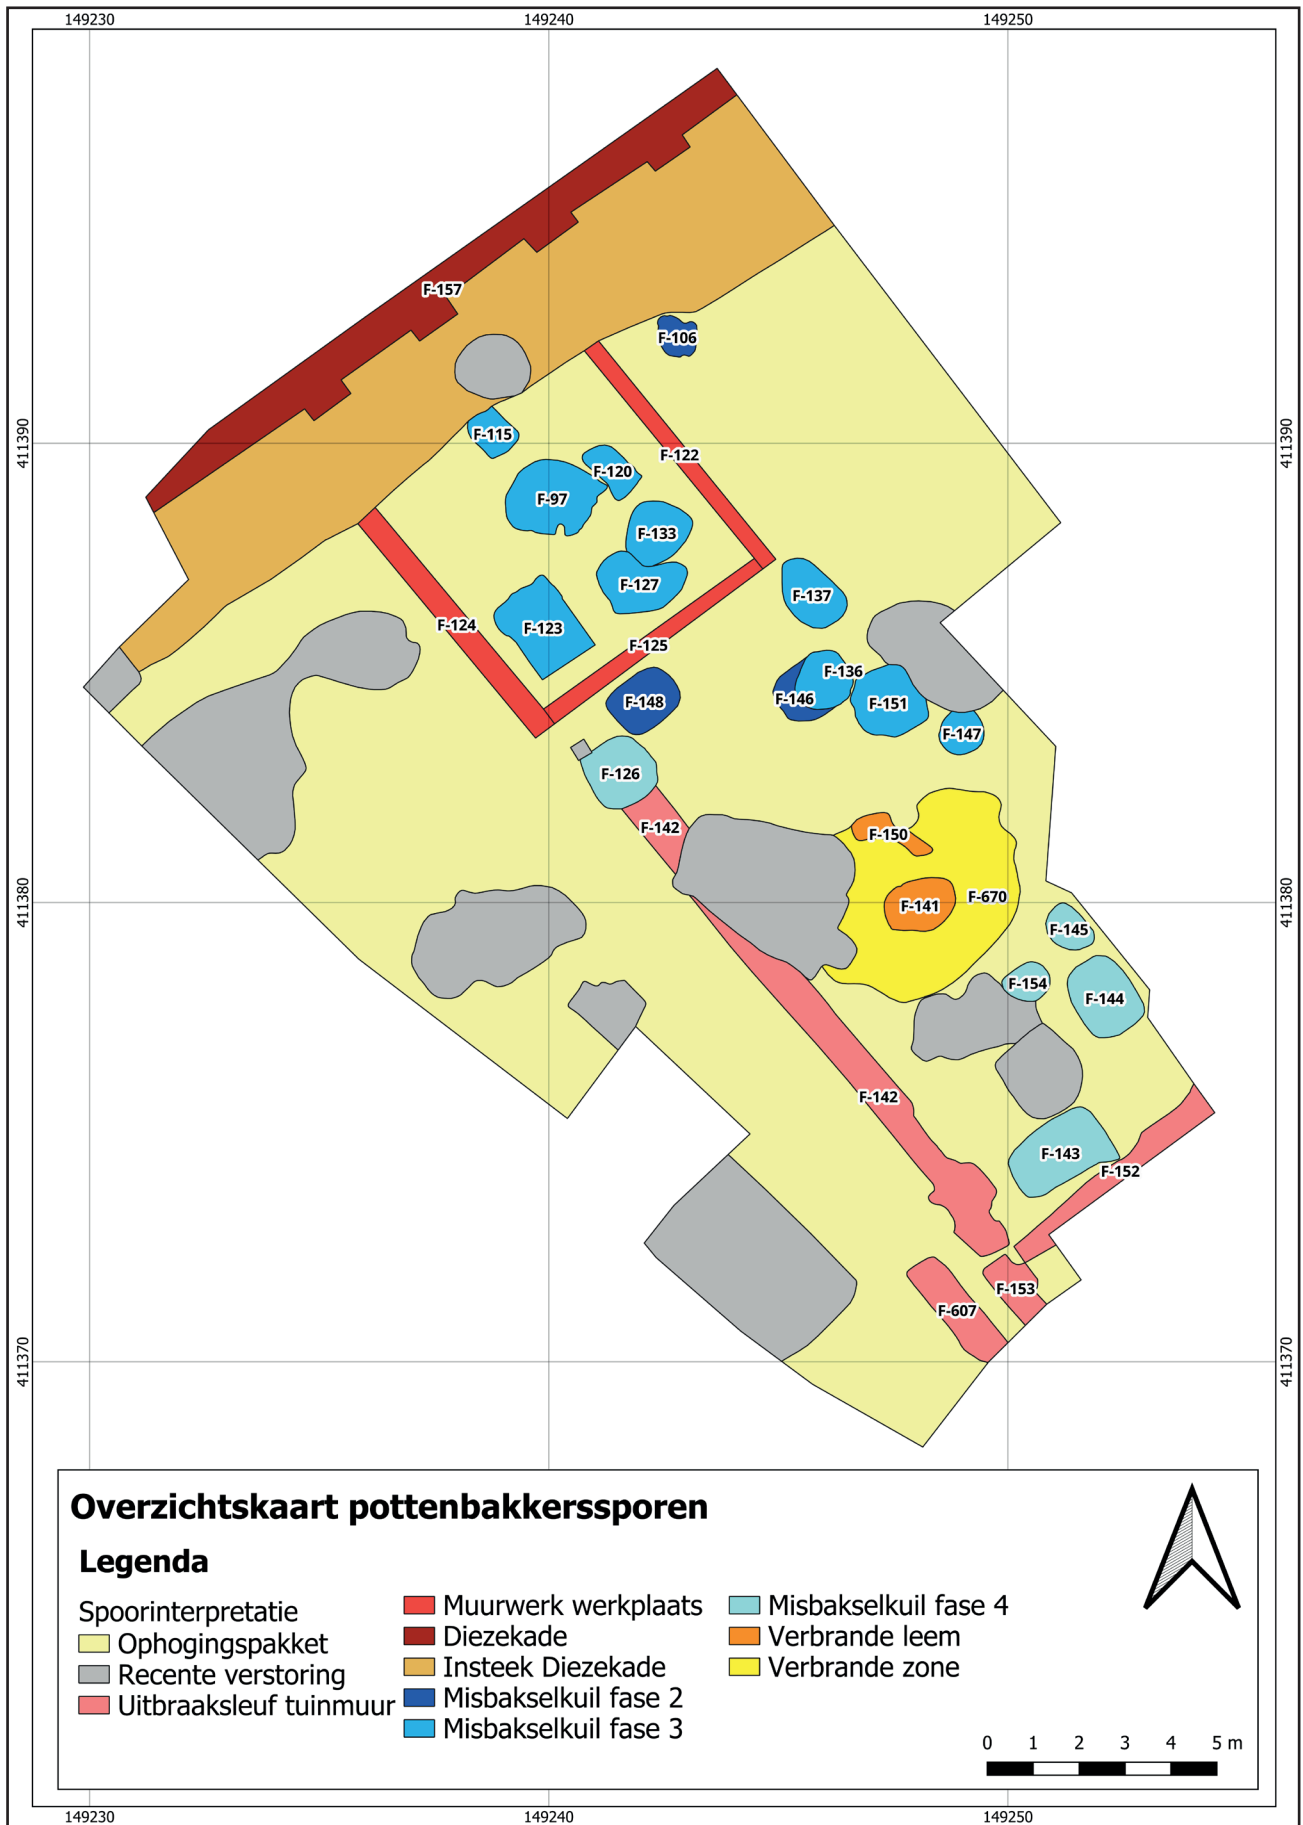 149230 149240 149250
F-157
F-106
F-115
411390 411390
F-122
F-120
F-97
F-133
F-127
F-137
F-124
F-123
F-125
F-136
F-148
F-146
F-151
F-147
F-126
F-142
F-150
F-670
F-141
411380 411380
F-145
F-154
F-144
F-142
F-143
F-152
F-153
F-607
411370 411370
Overzichtskaart pottenbakkerssporen
Legenda
Spoorinterpretatie
Ophogingspakket
Recente verstoring
Uitbraaksleuf tuinmuur
Muurwerk werkplaats
Diezekade
Insteek Diezekade
Misbakselkuil fase 2
Misbakselkuil fase 3
Misbakselkuil fase 4
Verbrande leem
Verbrande zone
0 1 2 3 4 5 m
149230 149240 149250